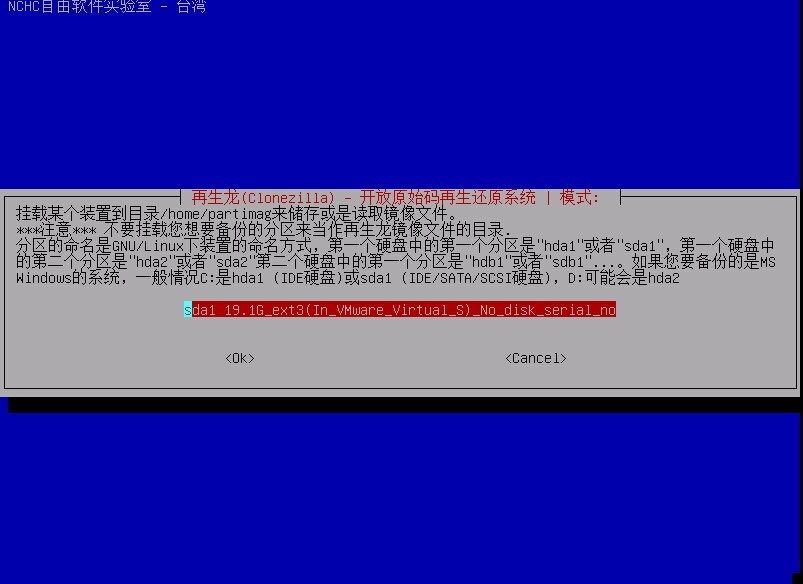 NCHC自由软件实验室 - 台湾
再生龙(Clonezilla) - 开放原始码再生还原系统 | 模式:
挂载某个装置到目录/home/partimag来储存或是读取镜像文件。
***注意*** 不要挂载您想要备份的分区来当作再生龙镜像文件的目录.
分区的命名是GNU/Linux下装置的命名方式，第一个硬盘中的第一个分区是"hda1"或者"sda1"，第一个硬盘中
的第二个分区是"hda2"或者"sda2"第二个硬盘中的第一个分区是"hdb1"或者"sdb1"...。如果您要备份的是MS
Windows的系统，一般情况C:是hda1 (IDE硬盘)或sda1 (IDE/SATA/SCSI硬盘), D:可能会是hda2
sda1 19.1G_ext3(In_VMware_Virtual_S)_No_disk_serial_no
<Ok> <Cancel>